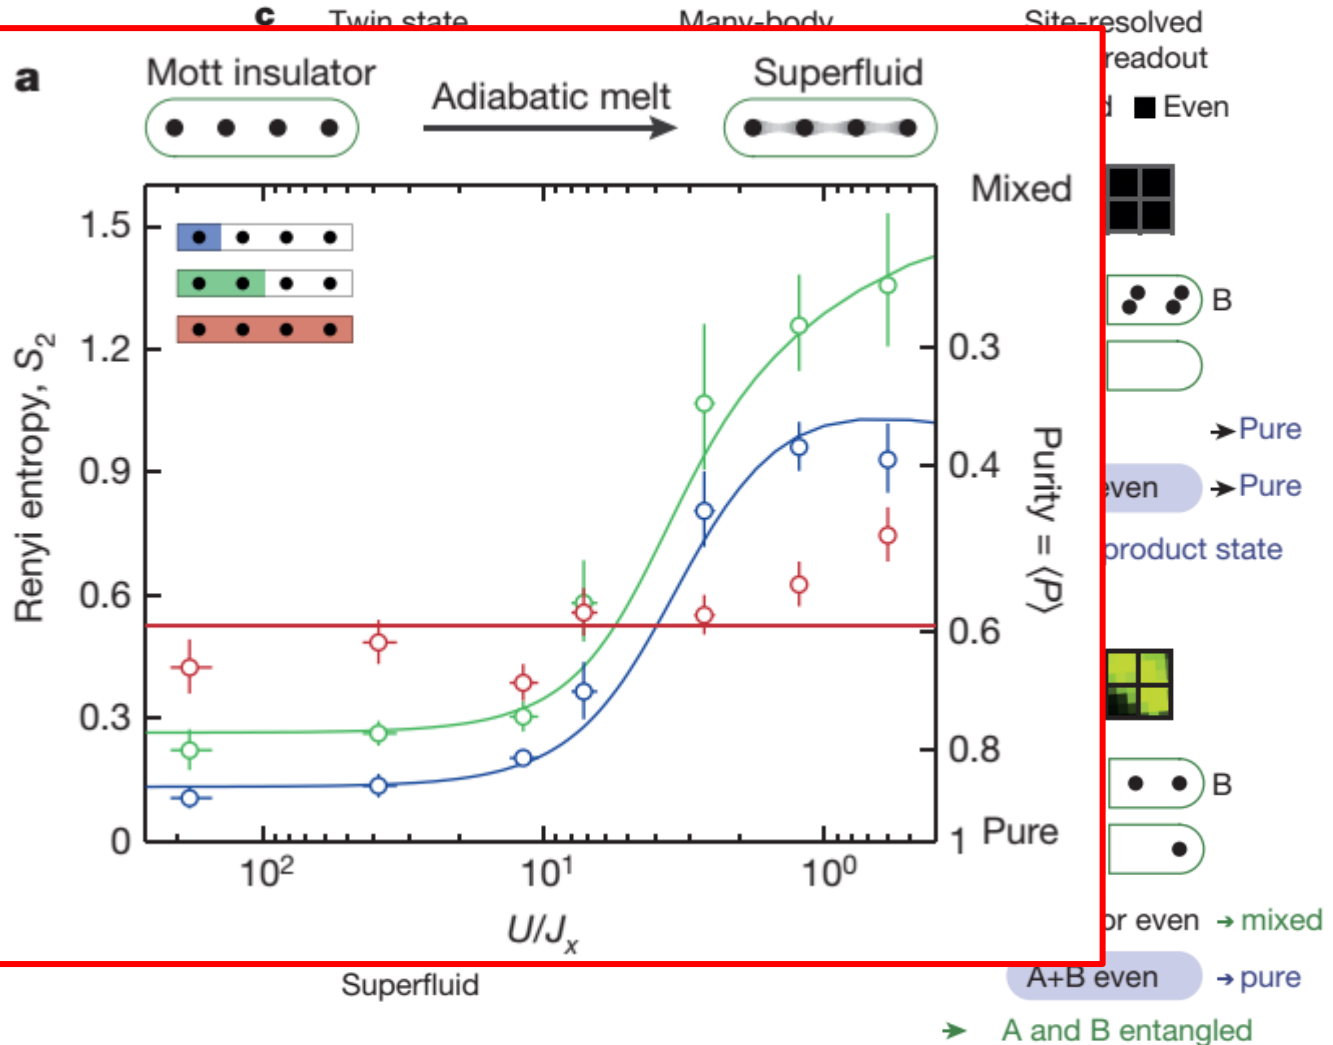 c Twin state Many-body Site-resolved
readout
Even
a Mott insulator Adiabatic melt Superfluid
Mixed
1.5
1.2
0.9
0.6
0.3
0
Renyi entropy, S₂
0.3
0.4
0.6
0.8
1 Pure
Purity = ⟨P⟩
10² 10¹ 10⁰
U/Jₓ
B
→ Pure
even → Pure
product state
B
or even → mixed
Superfluid
A+B even → pure
A and B entangled